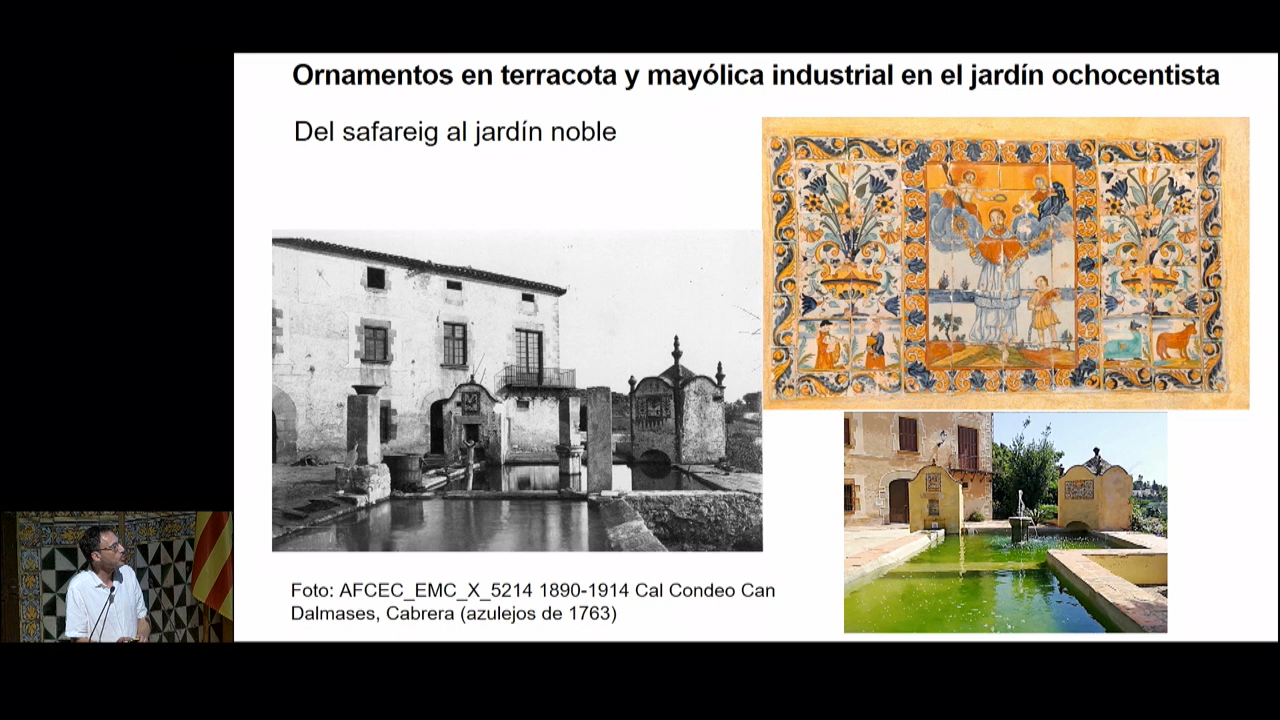 Ornamentos en terracota y mayólica industrial en el jardín ochocentista
Del safareig al jardín noble
Foto: AFCEC_EMC_X_5214 1890-1914 Cal Condeo Can
Dalmases, Cabrera (azulejos de 1763)